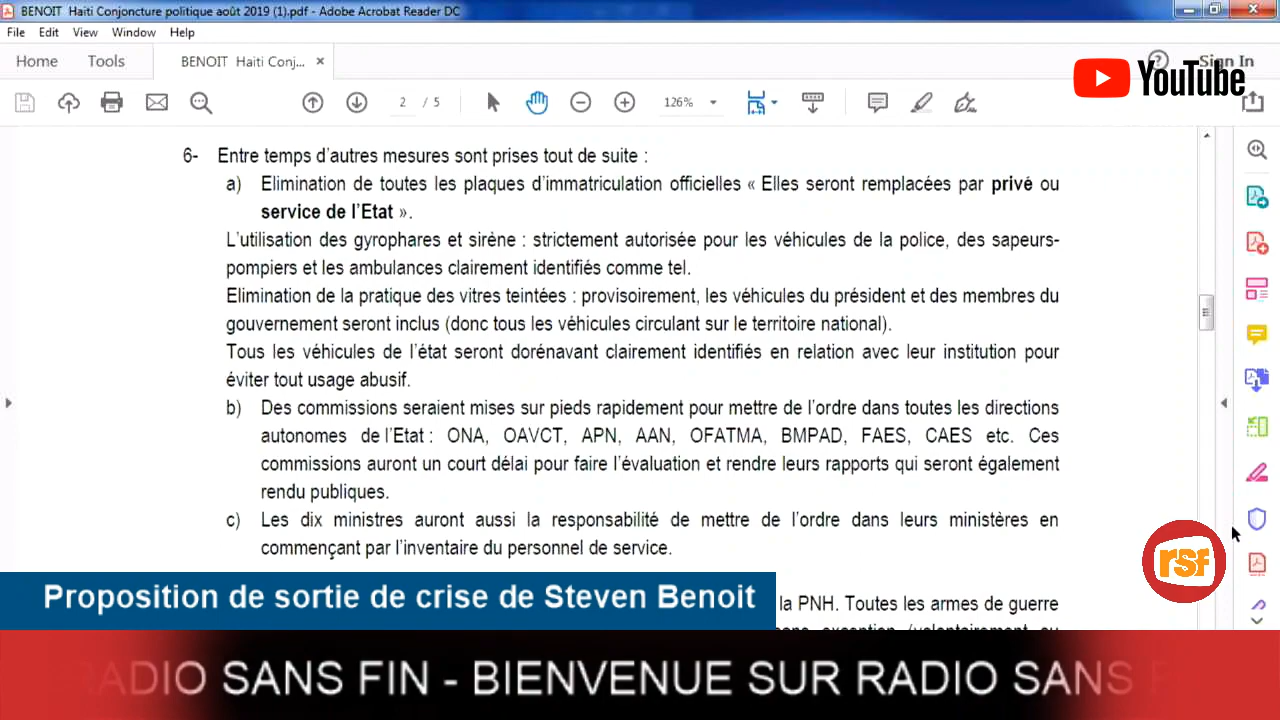 BENOIT Haiti Conjoncture politique août 2019 (1).pdf - Adobe Acrobat Reader DC
File Edit View Window Help
Home Tools BENOIT Haiti Conj... × Sign In
YouTube
2 / 5 126%
6- Entre temps d'autres mesures sont prises tout de suite :
a) Elimination de toutes les plaques d'immatriculation officielles « Elles seront remplacées par privé ou
service de l'Etat ».
L'utilisation des gyrophares et sirène : strictement autorisée pour les véhicules de la police, des sapeurs-
pompiers et les ambulances clairement identifiés comme tel.
Elimination de la pratique des vitres teintées : provisoirement, les véhicules du président et des membres du
gouvernement seront inclus (donc tous les véhicules circulant sur le territoire national).
Tous les véhicules de l'état seront dorénavant clairement identifiés en relation avec leur institution pour
éviter tout usage abusif.
b) Des commissions seraient mises sur pieds rapidement pour mettre de l'ordre dans toutes les directions
autonomes de l'Etat : ONA, OAVCT, APN, AAN, OFATMA, BMPAD, FAES, CAES etc. Ces
commissions auront un court délai pour faire l'évaluation et rendre leurs rapports qui seront également
rendu publiques.
c) Les dix ministres auront aussi la responsabilité de mettre de l'ordre dans leurs ministères en
commençant par l'inventaire du personnel de service.
rsf
Proposition de sortie de crise de Steven Benoit
la PNH. Toutes les armes de guerre
RADIO SANS FIN - BIENVENUE SUR RADIO SANS F